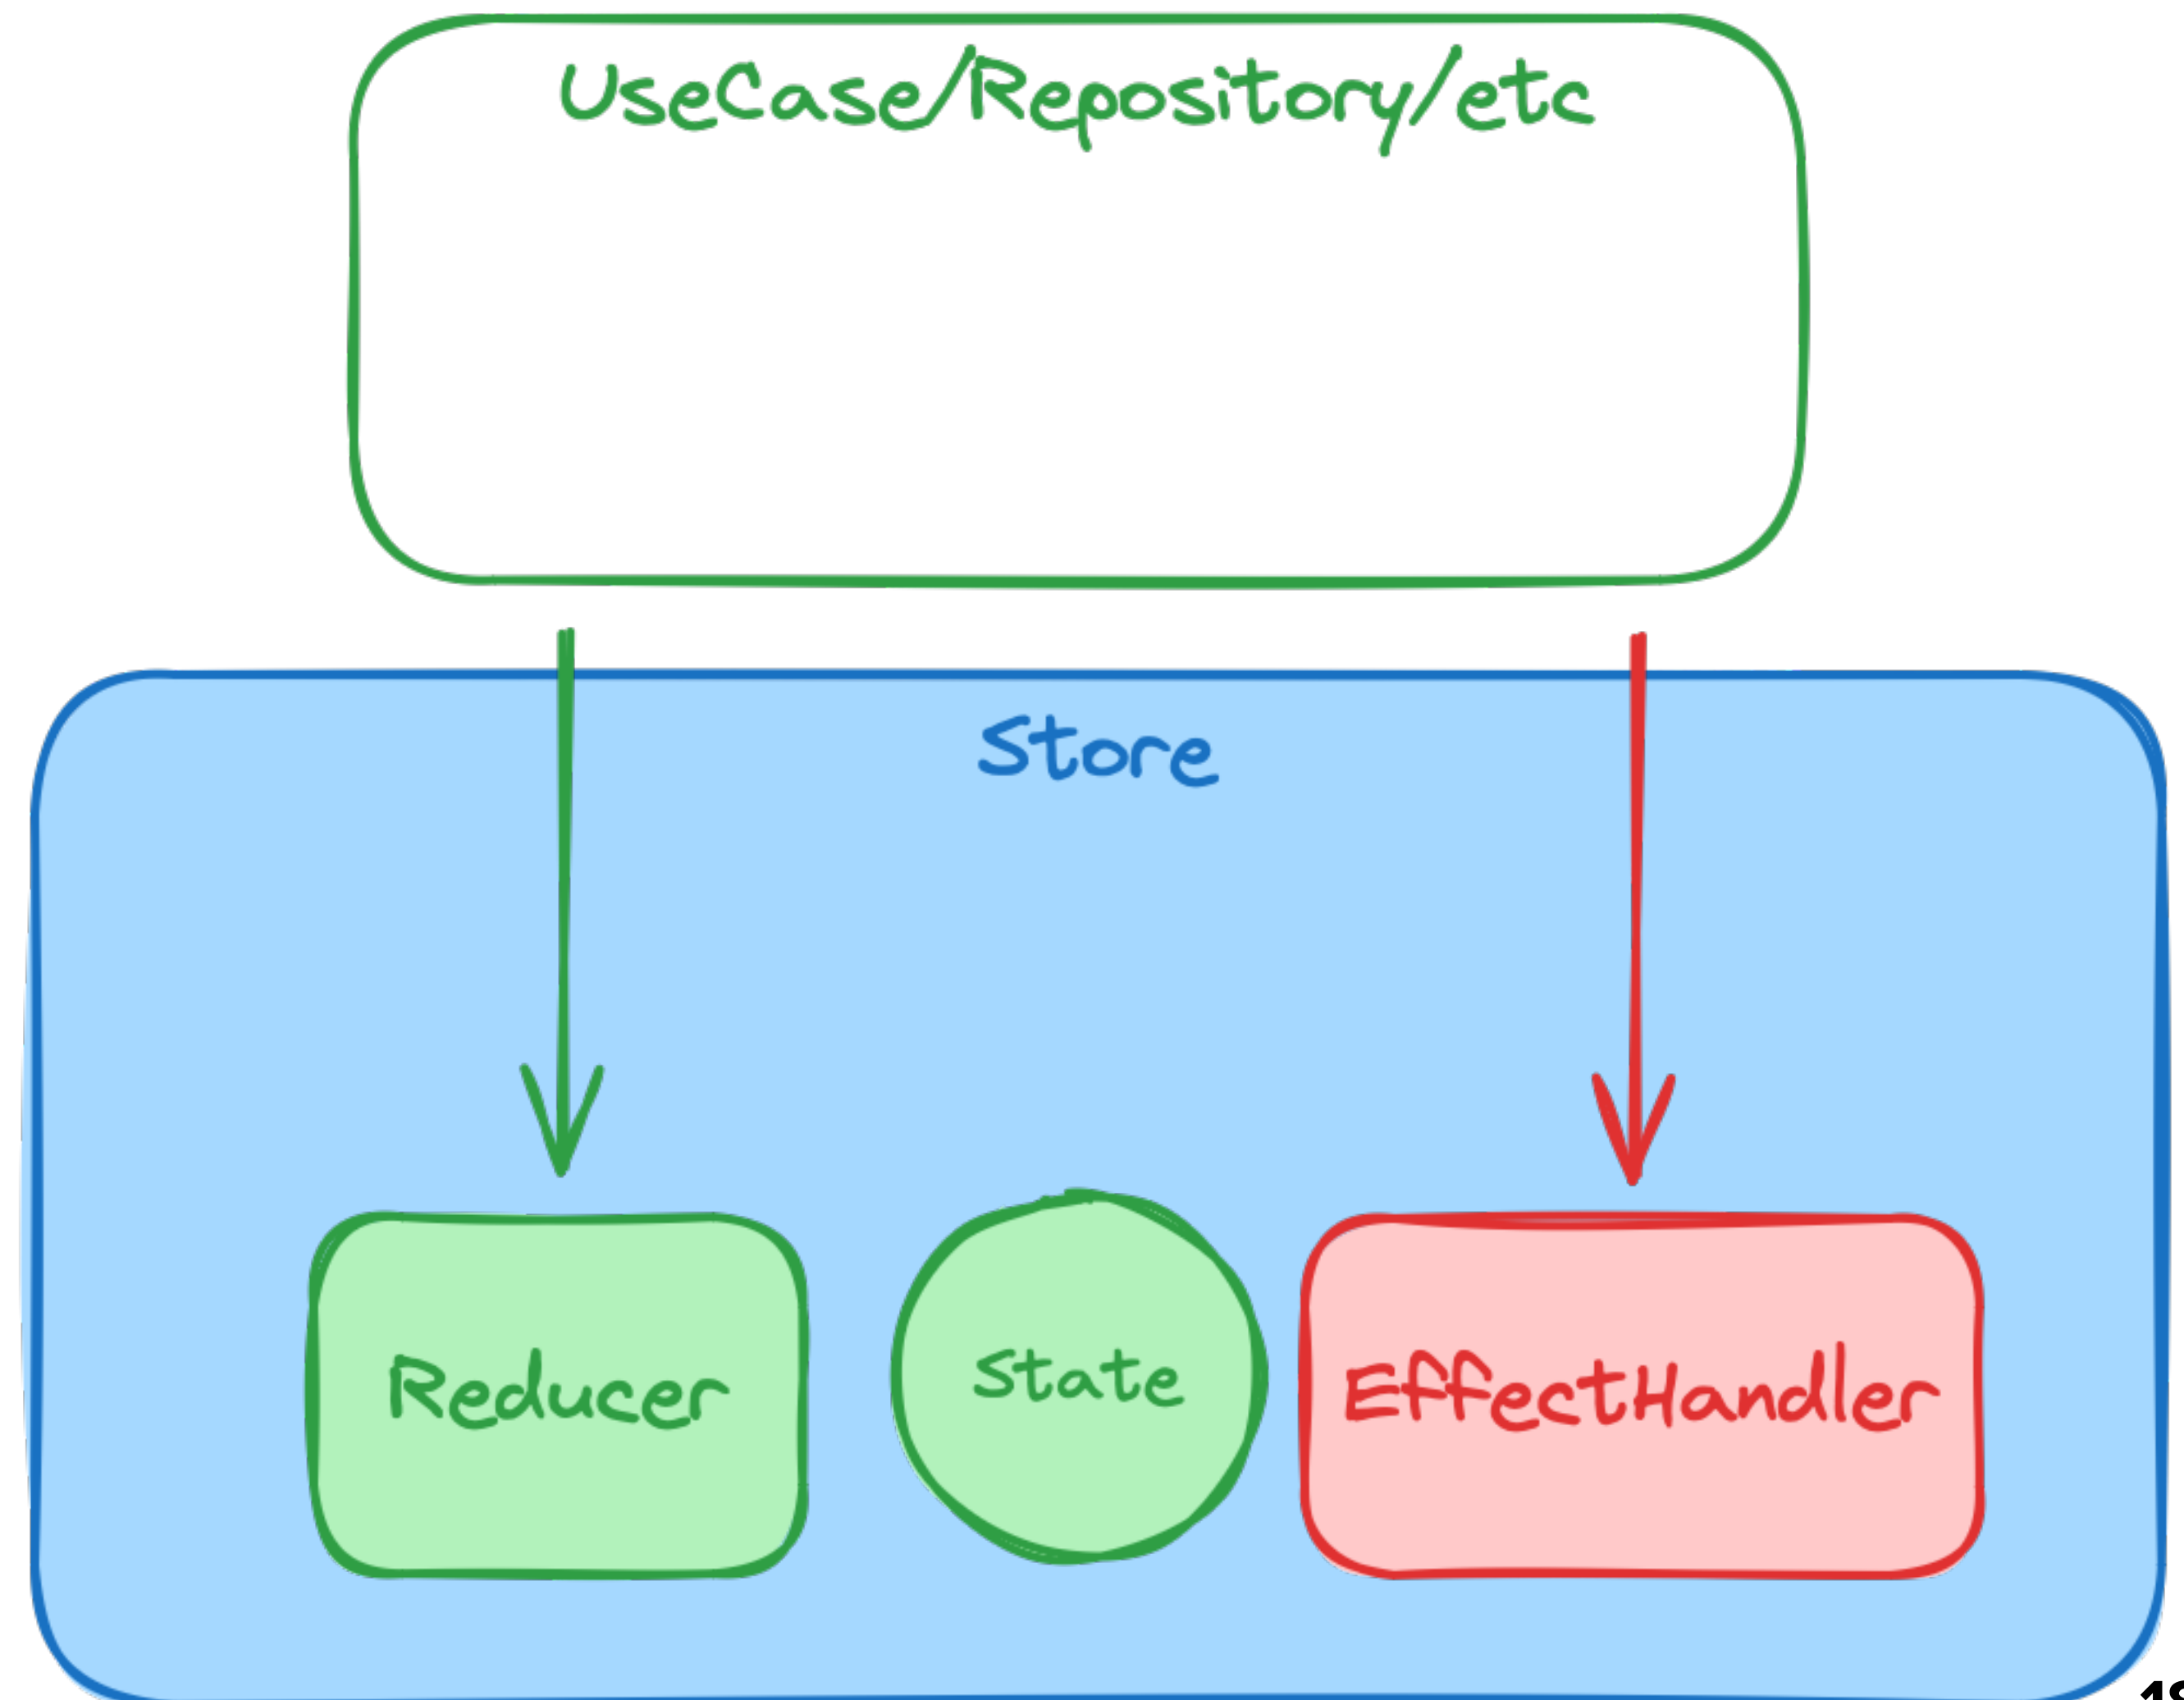 UseCase/Repository/etc
Store
Reducer
State
EffectHandler